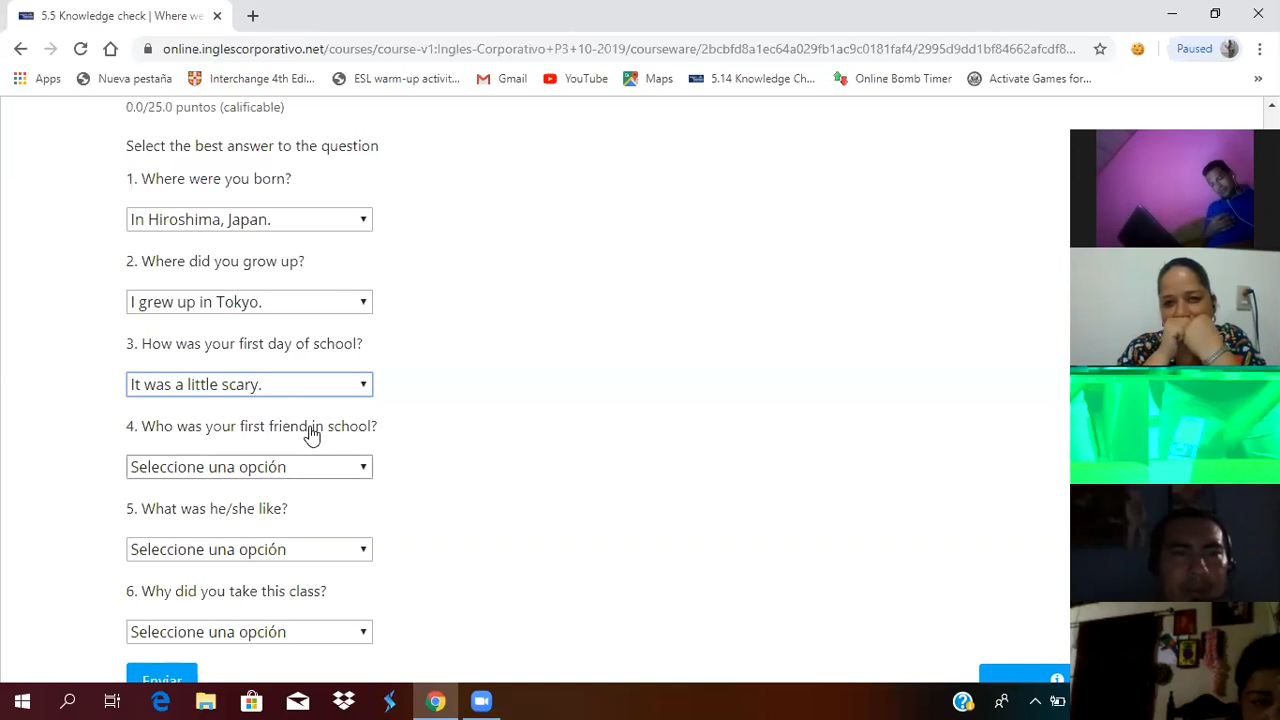 5.5 Knowledge check | Where we
online.inglescorporativo.net/courses/course-v1:Ingles-Corporativo+P3+10-2019/courseware/2bcbfd8a1ec64a029fb1ac9c0181faf4/2995d9dd1bf84662afcdf8...
Paused
Apps Nueva pestaña Interchange 4th Edi... ESL warm-up activit... Gmail YouTube Maps 5.14 Knowledge Ch... Online Bomb Timer Activate Games for... »
0.0/25.0 puntos (calificable)
Select the best answer to the question
1. Where were you born?
In Hiroshima, Japan.
2. Where did you grow up?
I grew up in Tokyo.
3. How was your first day of school?
It was a little scary.
4. Who was your first friend in school?
Seleccione una opción
5. What was he/she like?
Seleccione una opción
6. Why did you take this class?
Seleccione una opción
Enviar